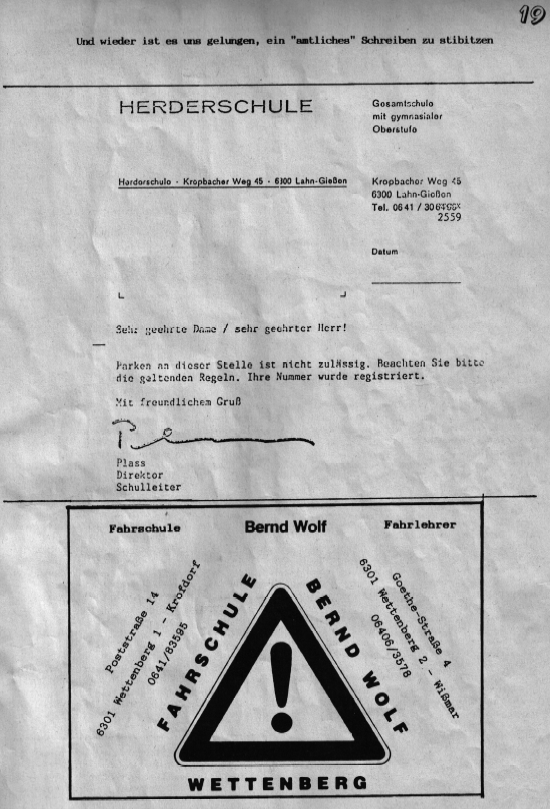 19
Und wieder ist es uns gelungen, ein "amtliches" Schreiben zu stibitzen
HERDERSCHULE
Gesamtschule
mit gymnasialer
Oberstufe
Herderschule · Kropbacher Weg 45 · 6300 Lahn-Gießen
Kropbacher Weg 45
6300 Lahn-Gießen
Tel. 0641 / 306
2559
Datum
Sehr geehrte Dame / sehr geehrter Herr!
Parken an dieser Stelle ist nicht zulässig. Beachten Sie bitte
die geltenden Regeln. Ihre Nummer wurde registriert.
Mit freundlichem Gruß
Plass
Direktor
Schulleiter
Fahrschule Bernd Wolf Fahrlehrer
Poststraße 14
6301 Wettenberg 1 - Krofdorf
0641/83595
FAHRSCHULE
BERND WOLF
Goethe-Straße 4
6301 Wettenberg 2 - Wißmar
06406/3578
!
WETTENBERG